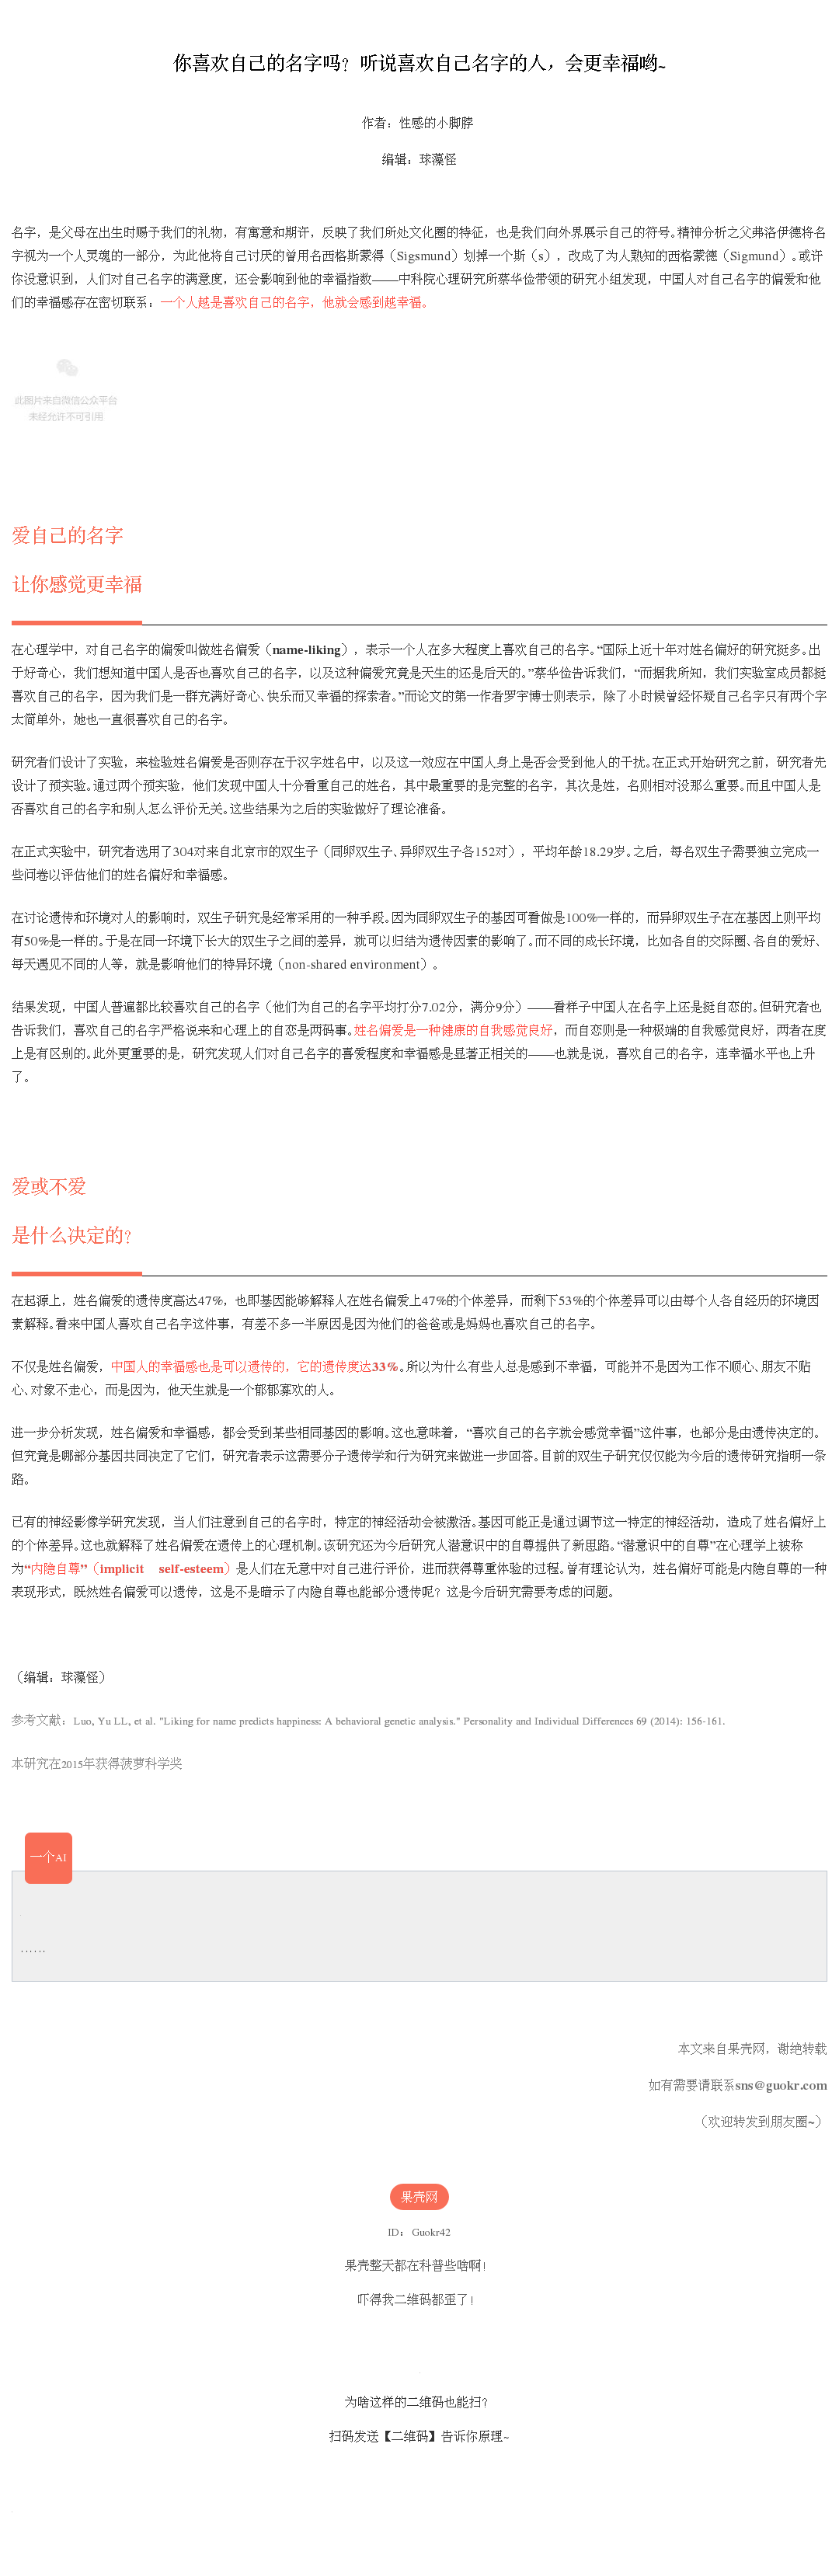 你喜欢自己的名字吗？听说喜欢自己名字的人，会更幸福哟~
作者：性感的小脚脖
编辑：球藻怪
名字，是父母在出生时赐予我们的礼物，有寓意和期许，反映了我们所处文化圈的特征，也是我们向外界展示自己的符号。精神分析之父弗洛伊德将名
字视为一个人灵魂的一部分，为此他将自己讨厌的曾用名西格斯蒙得（Sigsmund）划掉一个斯（s），改成了为人熟知的西格蒙德（Sigmund）。或许
你没意识到，人们对自己名字的满意度，还会影响到他的幸福指数——中科院心理研究所蔡华俭带领的研究小组发现，中国人对自己名字的偏爱和他
们的幸福感存在密切联系：一个人越是喜欢自己的名字，他就会感到越幸福。
此图片来自微信公众平台
未经允许不可引用
爱自己的名字
让你感觉更幸福
在心理学中，对自己名字的偏爱叫做姓名偏爱（name-liking），表示一个人在多大程度上喜欢自己的名字。“国际上近十年对姓名偏好的研究挺多。出
于好奇心，我们想知道中国人是否也喜欢自己的名字，以及这种偏爱究竟是天生的还是后天的。”蔡华俭告诉我们，“而据我所知，我们实验室成员都挺
喜欢自己的名字，因为我们是一群充满好奇心、快乐而又幸福的探索者。”而论文的第一作者罗宇博士则表示，除了小时候曾经怀疑自己名字只有两个字
太简单外，她也一直很喜欢自己的名字。
研究者们设计了实验，来检验姓名偏爱是否则存在于汉字姓名中，以及这一效应在中国人身上是否会受到他人的干扰。在正式开始研究之前，研究者先
设计了预实验。通过两个预实验，他们发现中国人十分看重自己的姓名，其中最重要的是完整的名字，其次是姓，名则相对没那么重要。而且中国人是
否喜欢自己的名字和别人怎么评价无关。这些结果为之后的实验做好了理论准备。
在正式实验中，研究者选用了304对来自北京市的双生子（同卵双生子、异卵双生子各152对），平均年龄18.29岁。之后，每名双生子需要独立完成一
些问卷以评估他们的姓名偏好和幸福感。
在讨论遗传和环境对人的影响时，双生子研究是经常采用的一种手段。因为同卵双生子的基因可看做是100%一样的，而异卵双生子在在基因上则平均
有50%是一样的。于是在同一环境下长大的双生子之间的差异，就可以归结为遗传因素的影响了。而不同的成长环境，比如各自的交际圈、各自的爱好、
每天遇见不同的人等，就是影响他们的特异环境（non-shared environment）。
结果发现，中国人普遍都比较喜欢自己的名字（他们为自己的名字平均打分7.02分，满分9分）——看样子中国人在名字上还是挺自恋的。但研究者也
告诉我们，喜欢自己的名字严格说来和心理上的自恋是两码事。姓名偏爱是一种健康的自我感觉良好，而自恋则是一种极端的自我感觉良好，两者在度
上是有区别的。此外更重要的是，研究发现人们对自己名字的喜爱程度和幸福感是显著正相关的——也就是说，喜欢自己的名字，连幸福水平也上升
了。
爱或不爱
是什么决定的？
在起源上，姓名偏爱的遗传度高达47%，也即基因能够解释人在姓名偏爱上47%的个体差异，而剩下53%的个体差异可以由每个人各自经历的环境因
素解释。看来中国人喜欢自己名字这件事，有差不多一半原因是因为他们的爸爸或是妈妈也喜欢自己的名字。
不仅是姓名偏爱，中国人的幸福感也是可以遗传的，它的遗传度达33%。所以为什么有些人总是感到不幸福，可能并不是因为工作不顺心、朋友不贴
心、对象不走心，而是因为，他天生就是一个郁郁寡欢的人。
进一步分析发现，姓名偏爱和幸福感，都会受到某些相同基因的影响。这也意味着，“喜欢自己的名字就会感觉幸福”这件事，也部分是由遗传决定的。
但究竟是哪部分基因共同决定了它们，研究者表示这需要分子遗传学和行为研究来做进一步回答。目前的双生子研究仅仅能为今后的遗传研究指明一条
路。
已有的神经影像学研究发现，当人们注意到自己的名字时，特定的神经活动会被激活。基因可能正是通过调节这一特定的神经活动，造成了姓名偏好上
的个体差异。这也就解释了姓名偏爱在遗传上的心理机制。该研究还为今后研究人潜意识中的自尊提供了新思路。“潜意识中的自尊”在心理学上被称
为“内隐自尊”（implicit self-esteem）是人们在无意中对自己进行评价，进而获得尊重体验的过程。曾有理论认为，姓名偏好可能是内隐自尊的一种
表现形式，既然姓名偏爱可以遗传，这是不是暗示了内隐自尊也能部分遗传呢？这是今后研究需要考虑的问题。
（编辑：球藻怪）
参考文献：Luo, Yu LL, et al. "Liking for name predicts happiness: A behavioral genetic analysis." Personality and Individual Differences 69 (2014): 156-161.
本研究在2015年获得菠萝科学奖
一个AI
……
本文来自果壳网，谢绝转载
如有需要请联系sns@guokr.com
（欢迎转发到朋友圈~）
果壳网
ID：Guokr42
果壳整天都在科普些啥啊！
吓得我二维码都歪了！
为啥这样的二维码也能扫？
扫码发送【二维码】告诉你原理~